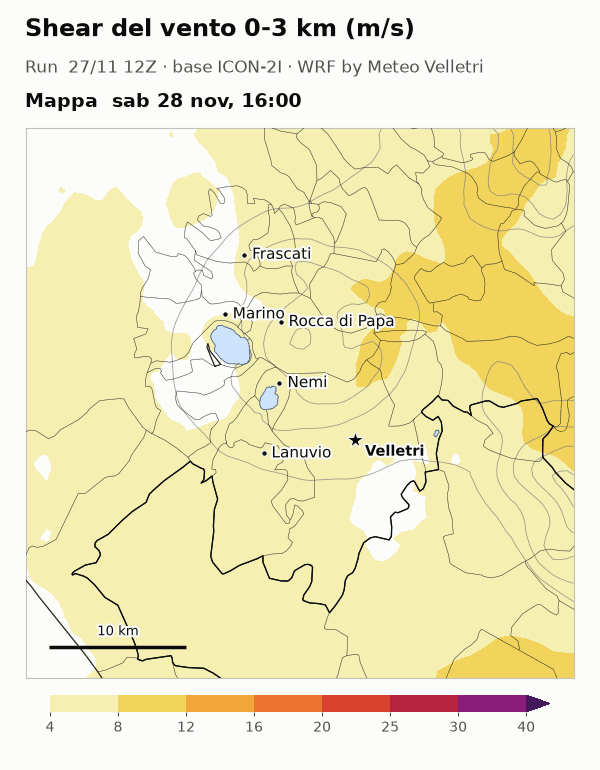 Shear del vento 0-3 km (m/s)
Run  27/11 12Z · base ICON-2I · WRF by Meteo Velletri
Mappa  sab 28 nov, 16:00
Frascati
Marino
Rocca di Papa
Nemi
Velletri
Lanuvio
10 km
4 8 12 16 20 25 30 40